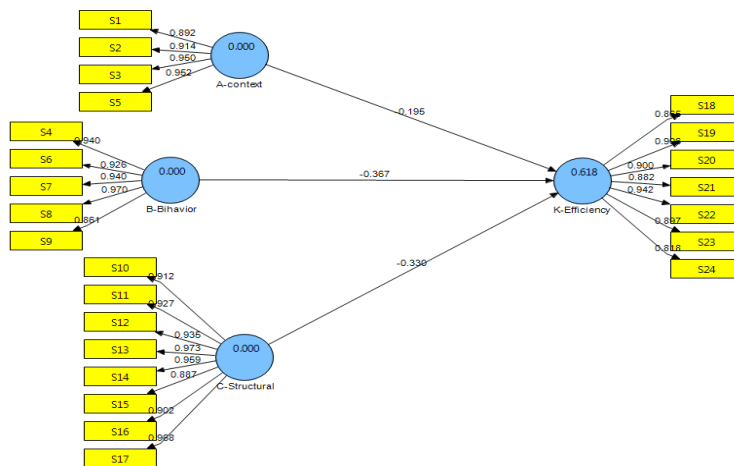 S1
0.892
S2
0.914
S3
0.950
S5
0.952
0.000
A-context
S4
0.940
S6
0.926
S7
0.940
S8
0.970
S9
0.861
0.000
B-Bihavior
S10
0.912
S11
0.927
S12
0.935
S13
0.973
S14
0.959
S15
0.887
S16
0.902
S17
0.000
C-Structural
0.195
-0.367
-0.330
0.618
K-Efficiency
S18
S19
0.900
S20
0.882
S21
0.942
S22
0.897
S23
0.818
S24